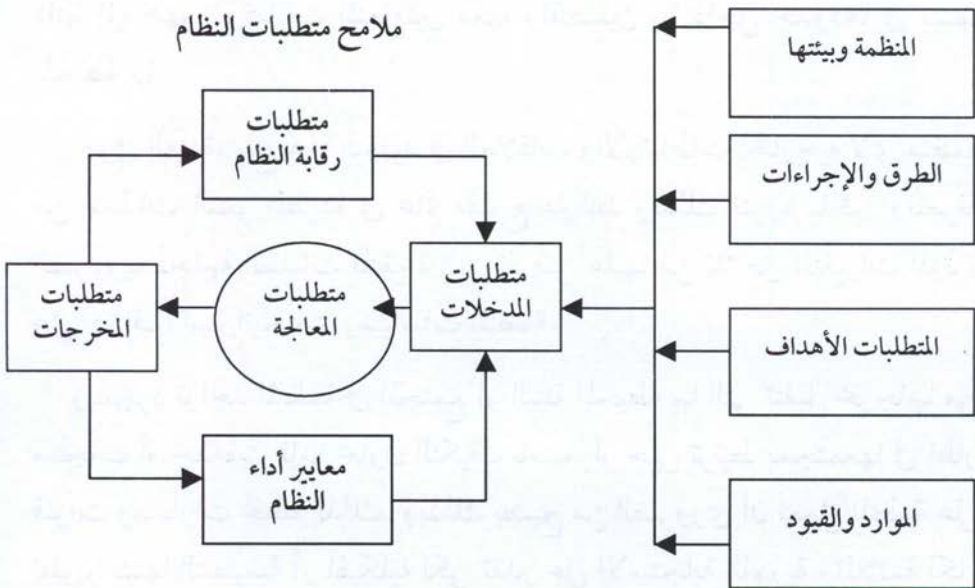 ملامح متطلبات النظام
المنظمة وبيئتها
الطرق والإجراءات
المتطلبات الأهداف
الموارد والقيود
متطلبات
رقابة النظام
متطلبات
المدخلات
متطلبات
المعالجة
متطلبات
المخرجات
معايير أداء
النظام